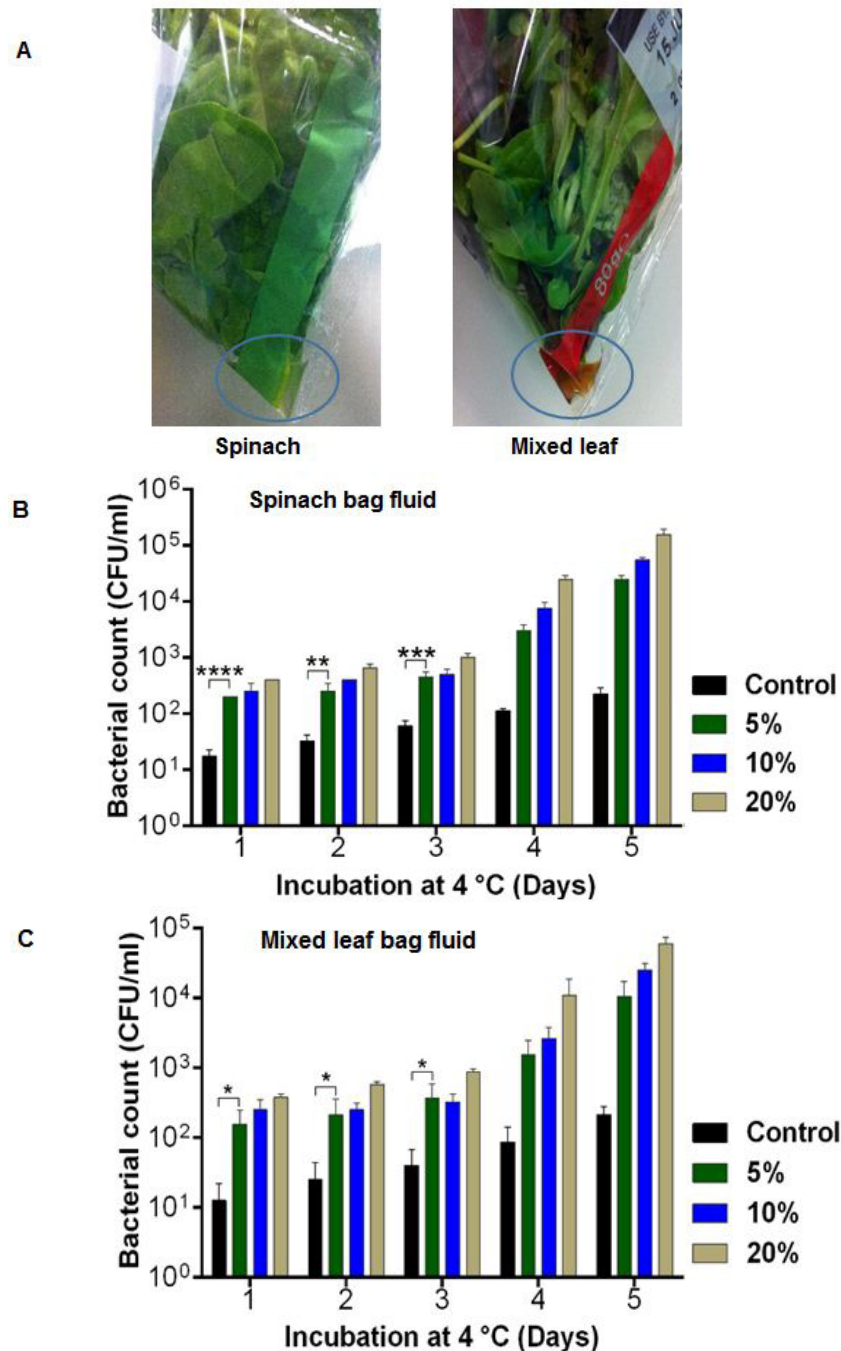 A
USE BY
15 JU
2
80g
Spinach
Mixed leaf
B
Spinach bag fluid
Bacterial count (CFU/ml)
10⁶
10⁵
10⁴
10³
10²
10¹
10⁰
****
**
***
Control
5%
10%
20%
1 2 3 4 5
Incubation at 4 °C (Days)
C
Mixed leaf bag fluid
Bacterial count (CFU/ml)
10⁵
10⁴
10³
10²
10¹
10⁰
*
*
*
Control
5%
10%
20%
1 2 3 4 5
Incubation at 4 °C (Days)